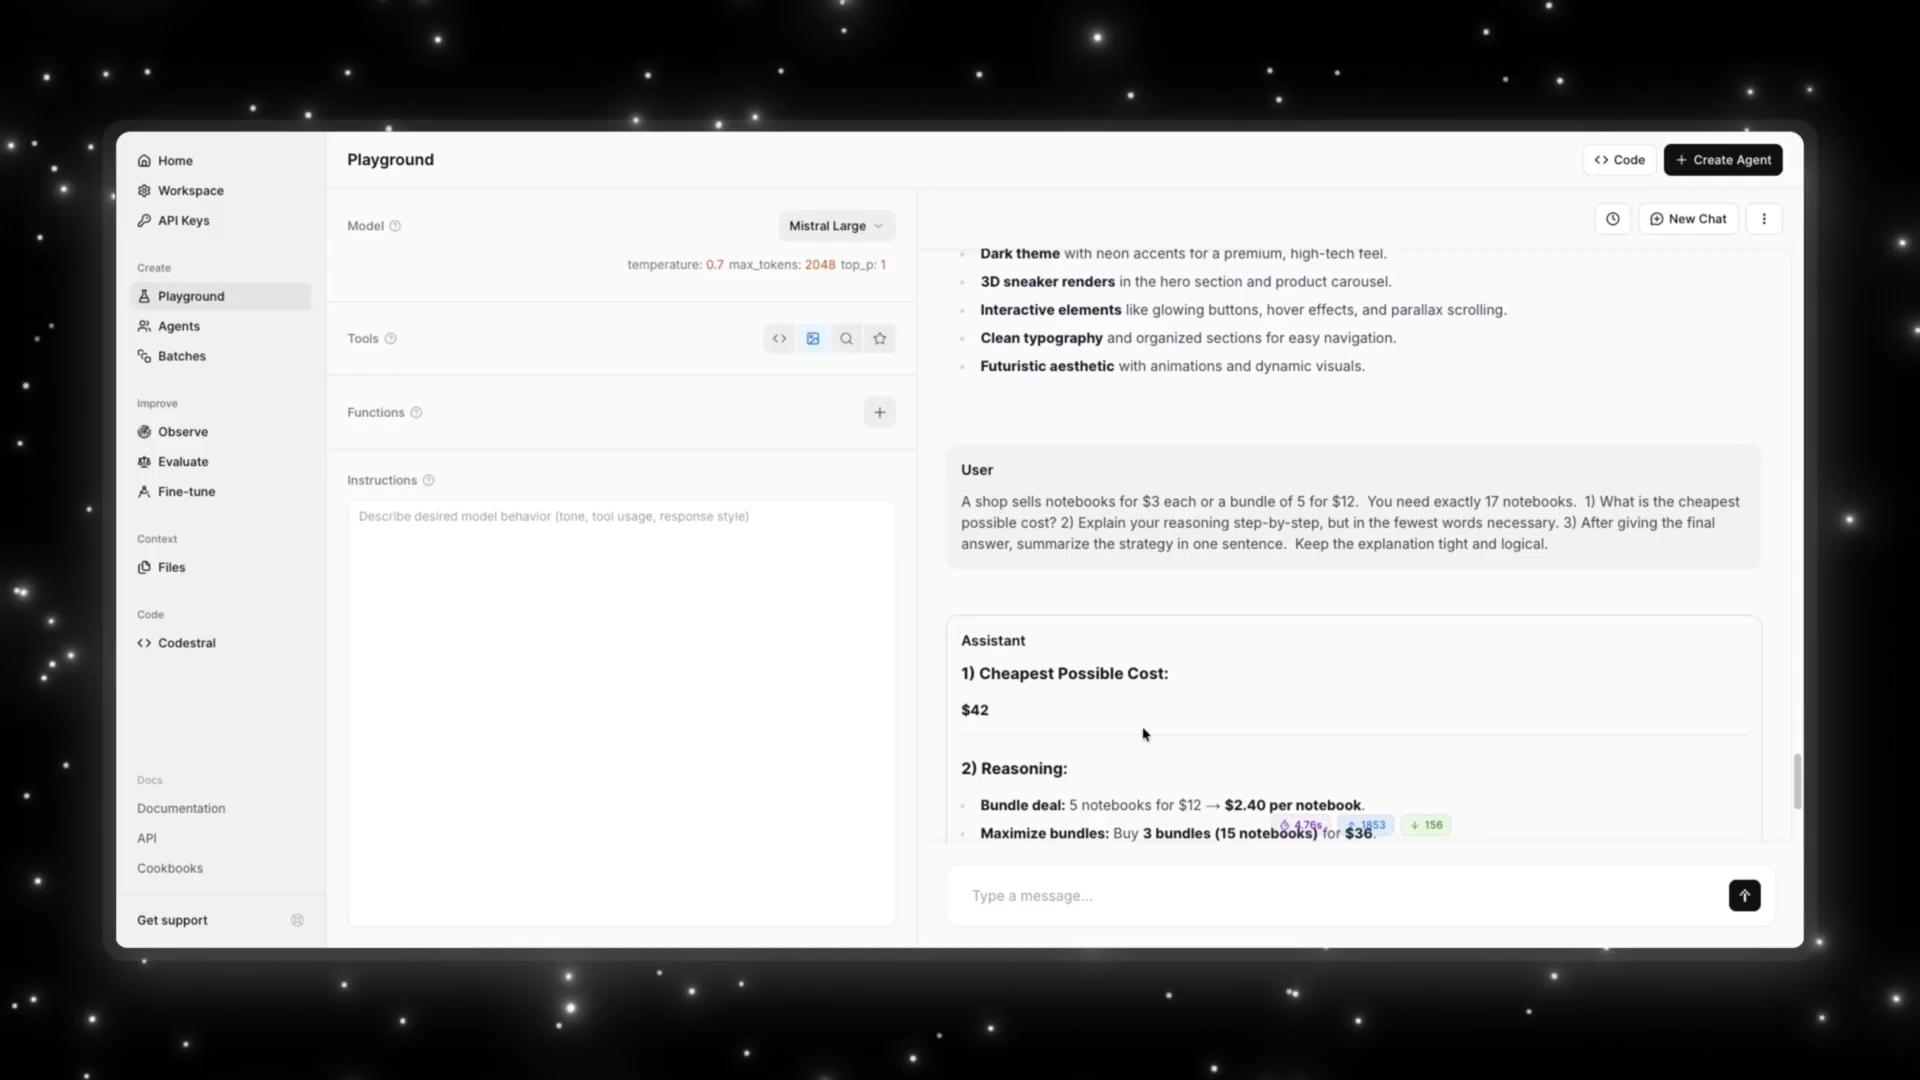 Home
Workspace
API Keys
Create
Playground
Agents
Batches
Improve
Observe
Evaluate
Fine-tune
Context
Files
Code
Codestral
Docs
Documentation
API
Cookbooks
Get support
Playground
Code
Create Agent
Model
Mistral Large
temperature: 0.7 max_tokens: 2048 top_p: 1
Tools
Functions
Instructions
Describe desired model behavior (tone, tool usage, response style)
New Chat
Dark theme with neon accents for a premium, high-tech feel.
3D sneaker renders in the hero section and product carousel.
Interactive elements like glowing buttons, hover effects, and parallax scrolling.
Clean typography and organized sections for easy navigation.
Futuristic aesthetic with animations and dynamic visuals.
User
A shop sells notebooks for $3 each or a bundle of 5 for $12. You need exactly 17 notebooks. 1) What is the cheapest
possible cost? 2) Explain your reasoning step-by-step, but in the fewest words necessary. 3) After giving the final
answer, summarize the strategy in one sentence. Keep the explanation tight and logical.
Assistant
1) Cheapest Possible Cost:
$42
2) Reasoning:
Bundle deal: 5 notebooks for $12 → $2.40 per notebook.
4.76s ↑ 1853 ↓ 156
Maximize bundles: Buy 3 bundles (15 notebooks) for $36.
Type a message...